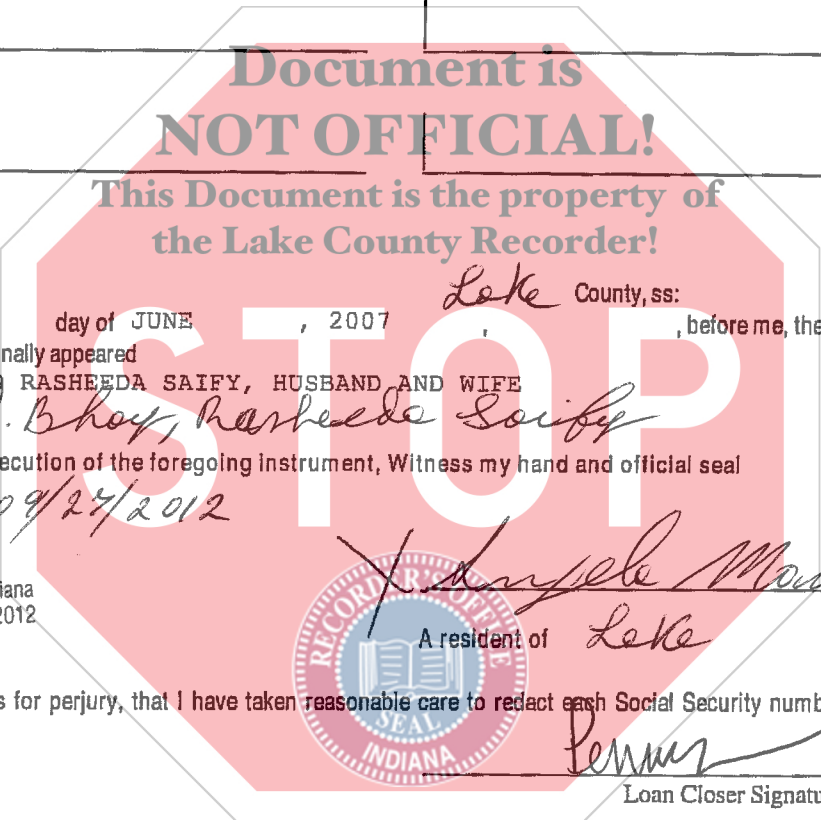 Document is
NOT OFFICIAL!
This Document is the property of
the Lake County Recorder!
STOP
Lake County, ss:
day of JUNE , 2007 , , before me, the
nally appeared
RASHEEDA SAIFY, HUSBAND AND WIFE
. Bhoy, Rasheeda Saify
ecution of the foregoing instrument, Witness my hand and official seal
09/27/2012
iana
2012
Angela
A resident of Lake
s for perjury, that I have taken reasonable care to redact each Social Security numb
RECORDER'S OFFICE
SEAL
INDIANA
Penny
Loan Closer Signatu